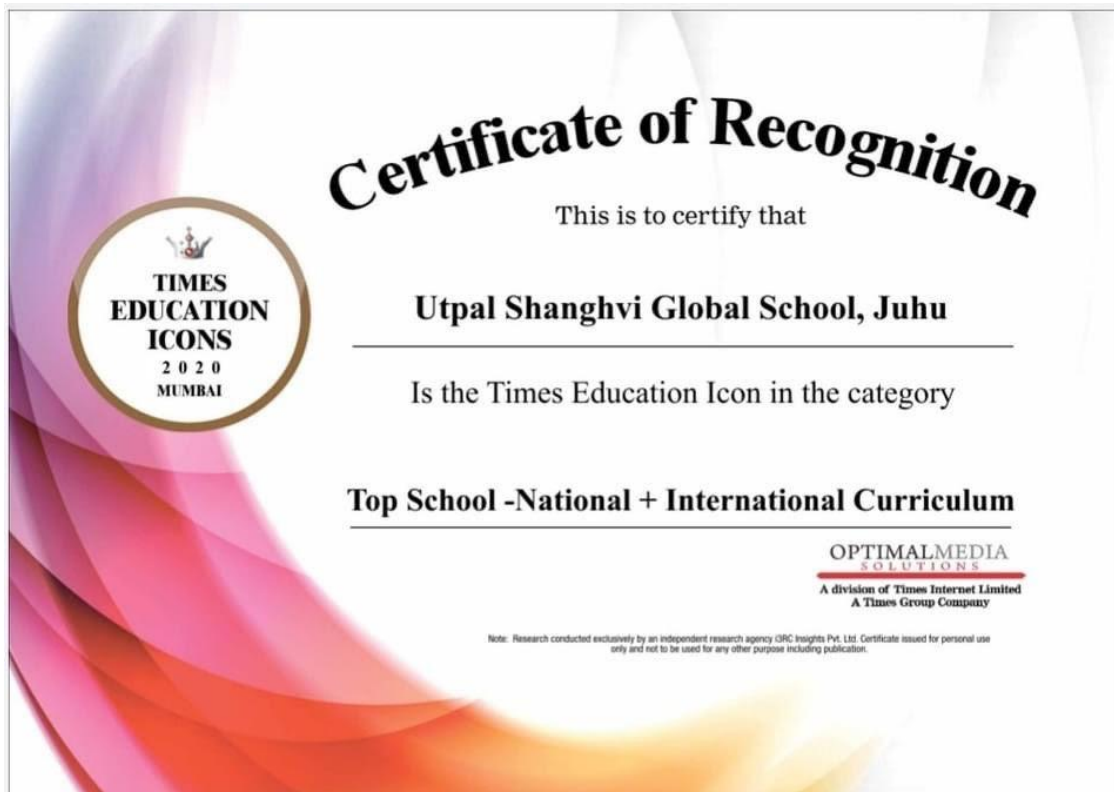 Certificate of Recognition
This is to certify that
TIMES
EDUCATION
ICONS
2020
MUMBAI
Utpal Shanghvi Global School, Juhu
Is the Times Education Icon in the category
Top School -National + International Curriculum
OPTIMALMEDIA
SOLUTIONS
A division of Times Internet Limited
A Times Group Company
Note: Research conducted exclusively by an independent research agency i3RC Insights Pvt. Ltd. Certificate issued for personal use
only and not to be used for any other purpose including publication.